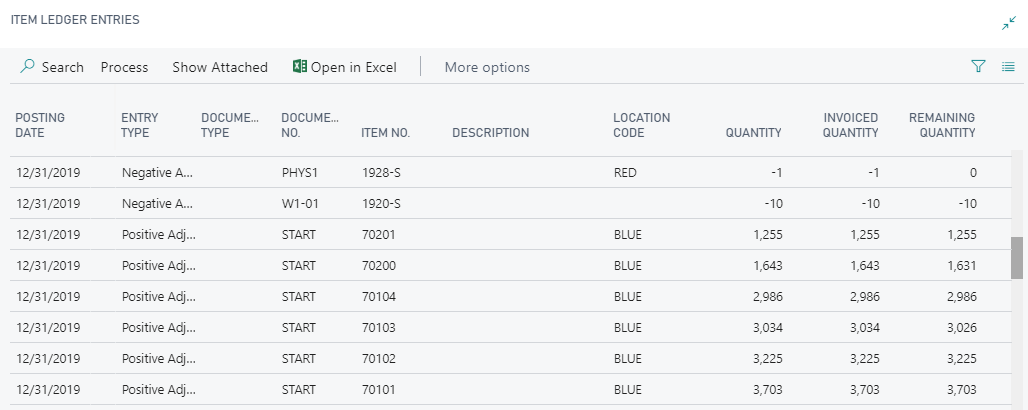 ITEM LEDGER ENTRIES
Search Process Show Attached Open in Excel More options
POSTING DATE ENTRY TYPE DOCUME... TYPE DOCUME... NO. ITEM NO. DESCRIPTION LOCATION CODE QUANTITY INVOICED QUANTITY REMAINING QUANTITY
12/31/2019 Negative A... PHYS1 1928-S RED -1 -1 0
12/31/2019 Negative A... W1-01 1920-S -10 -10 -10
12/31/2019 Positive Adj... START 70201 BLUE 1,255 1,255 1,255
12/31/2019 Positive Adj... START 70200 BLUE 1,643 1,643 1,631
12/31/2019 Positive Adj... START 70104 BLUE 2,986 2,986 2,986
12/31/2019 Positive Adj... START 70103 BLUE 3,034 3,034 3,026
12/31/2019 Positive Adj... START 70102 BLUE 3,225 3,225 3,225
12/31/2019 Positive Adj... START 70101 BLUE 3,703 3,703 3,703